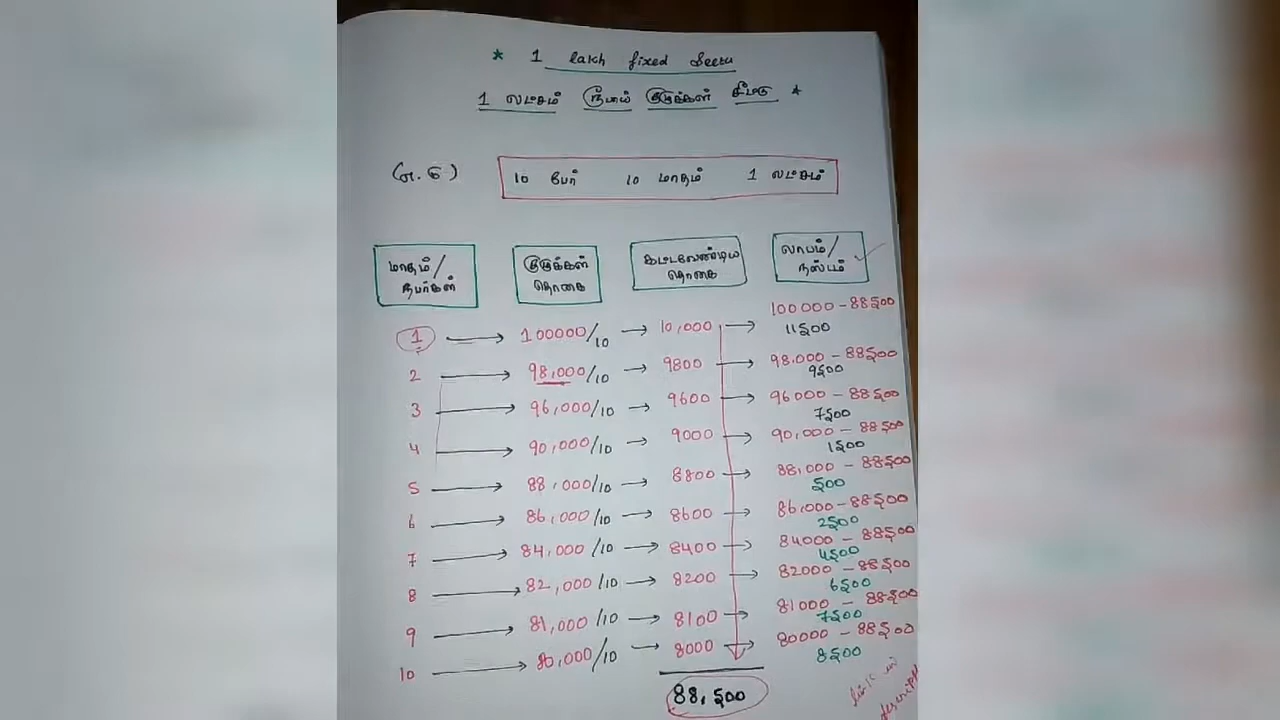 * 1 lakh fixed Seetu
1 லட்சம் ரூபாய் குலுக்கள் சீட்டு *
(எ.கா)
10 பேர் 10 மாதம் 1 லட்சம்
மாதம்/ நபர்கள் குலுக்கள் தொகை கட்டவேண்டிய தொகை லாபம்/ நஸ்டம்
1 → 100000/10 → 10,000 → 100000 - 88500
11500
2 → 98,000/10 → 9800 → 98,000 - 88500
9500
3 → 96,000/10 → 9600 → 96000 - 88500
7500
4 → 90,000/10 → 9000 → 90,000 - 88500
1500
5 → 88,000/10 → 8800 → 88,000 - 88500
500
6 → 86,000/10 → 8600 → 86,000 - 88500
2500
7 → 84,000/10 → 8400 → 84000 - 88500
4500
8 → 82,000/10 → 8200 → 82000 - 88500
6500
9 → 81,000/10 → 8100 → 81000 - 88500
7500
10 → 80,000/10 → 8000 → 80000 - 88500
8500
88,500
link in